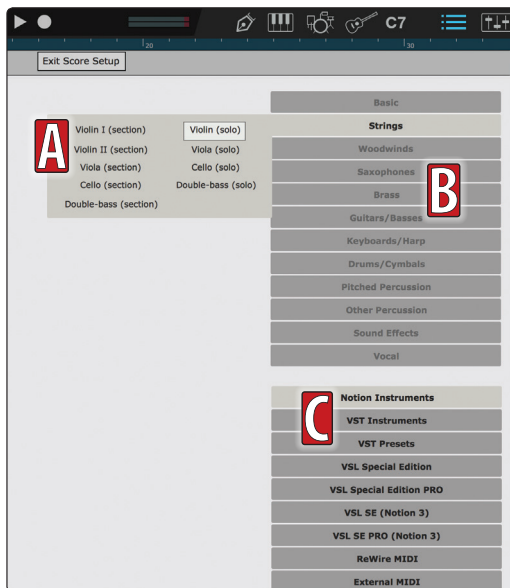 C7
20
30
Exit Score Setup
Basic
Strings
Woodwinds
Saxophones
Brass
Guitars/Basses
Keyboards/Harp
Drums/Cymbals
Pitched Percussion
Other Percussion
Sound Effects
Vocal
A
Violin I (section) Violin (solo)
Violin II (section) Viola (solo)
Viola (section) Cello (solo)
Cello (section) Double-bass (solo)
Double-bass (section)
B
C
Notion Instruments
VST Instruments
VST Presets
VSL Special Edition
VSL Special Edition PRO
VSL SE (Notion 3)
VSL SE PRO (Notion 3)
ReWire MIDI
External MIDI